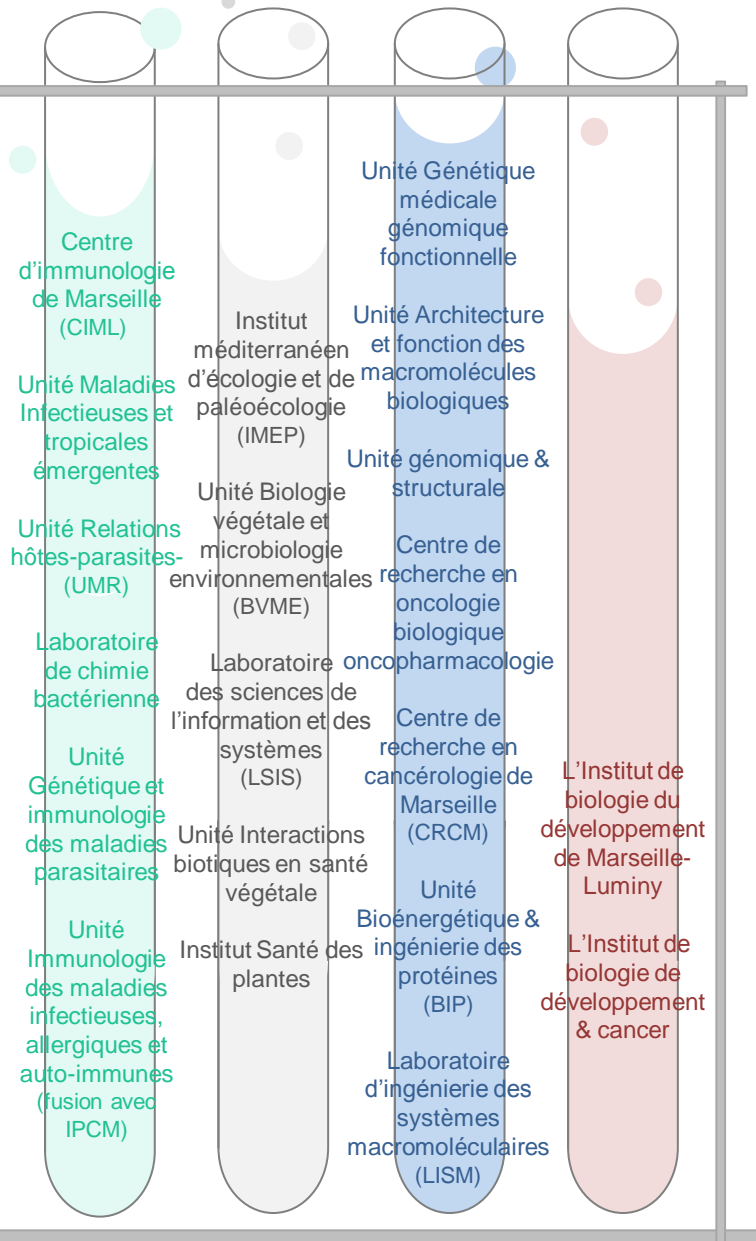 Centre
d'immunologie
de Marseille
(CIML)
Unité Maladies
Infectieuses et
tropicales
émergentes
Unité Relations
hôtes-parasites-
(UMR)
Laboratoire
de chimie
bactérienne
Unité
Génétique et
immunologie
des maladies
parasitaires
Unité
Immunologie
des maladies
infectieuses,
allergiques et
auto-immunes
(fusion avec
IPCM)
Institut
méditerranéen
d'écologie et de
paléoécologie
(IMEP)
Unité Biologie
végétale et
microbiologie
environnementales
(BVME)
Laboratoire
des sciences de
l'information et des
systèmes
(LSIS)
Unité Interactions
biotiques en santé
végétale
Institut Santé des
plantes
Unité Génétique
médicale
génomique
fonctionnelle
Unité Architecture
et fonction des
macromolécules
biologiques
Unité génomique &
structurale
Centre de
recherche en
oncologie
biologique
oncopharmacologie
Centre de
recherche en
cancérologie de
Marseille
(CRCM)
Unité
Bioénergétique &
ingénierie des
protéines
(BIP)
Laboratoire
d'ingénierie des
systèmes
macromoléculaires
(LISM)
L'Institut de
biologie du
développement
de Marseille-
Luminy
L'Institut de
biologie de
développement
& cancer